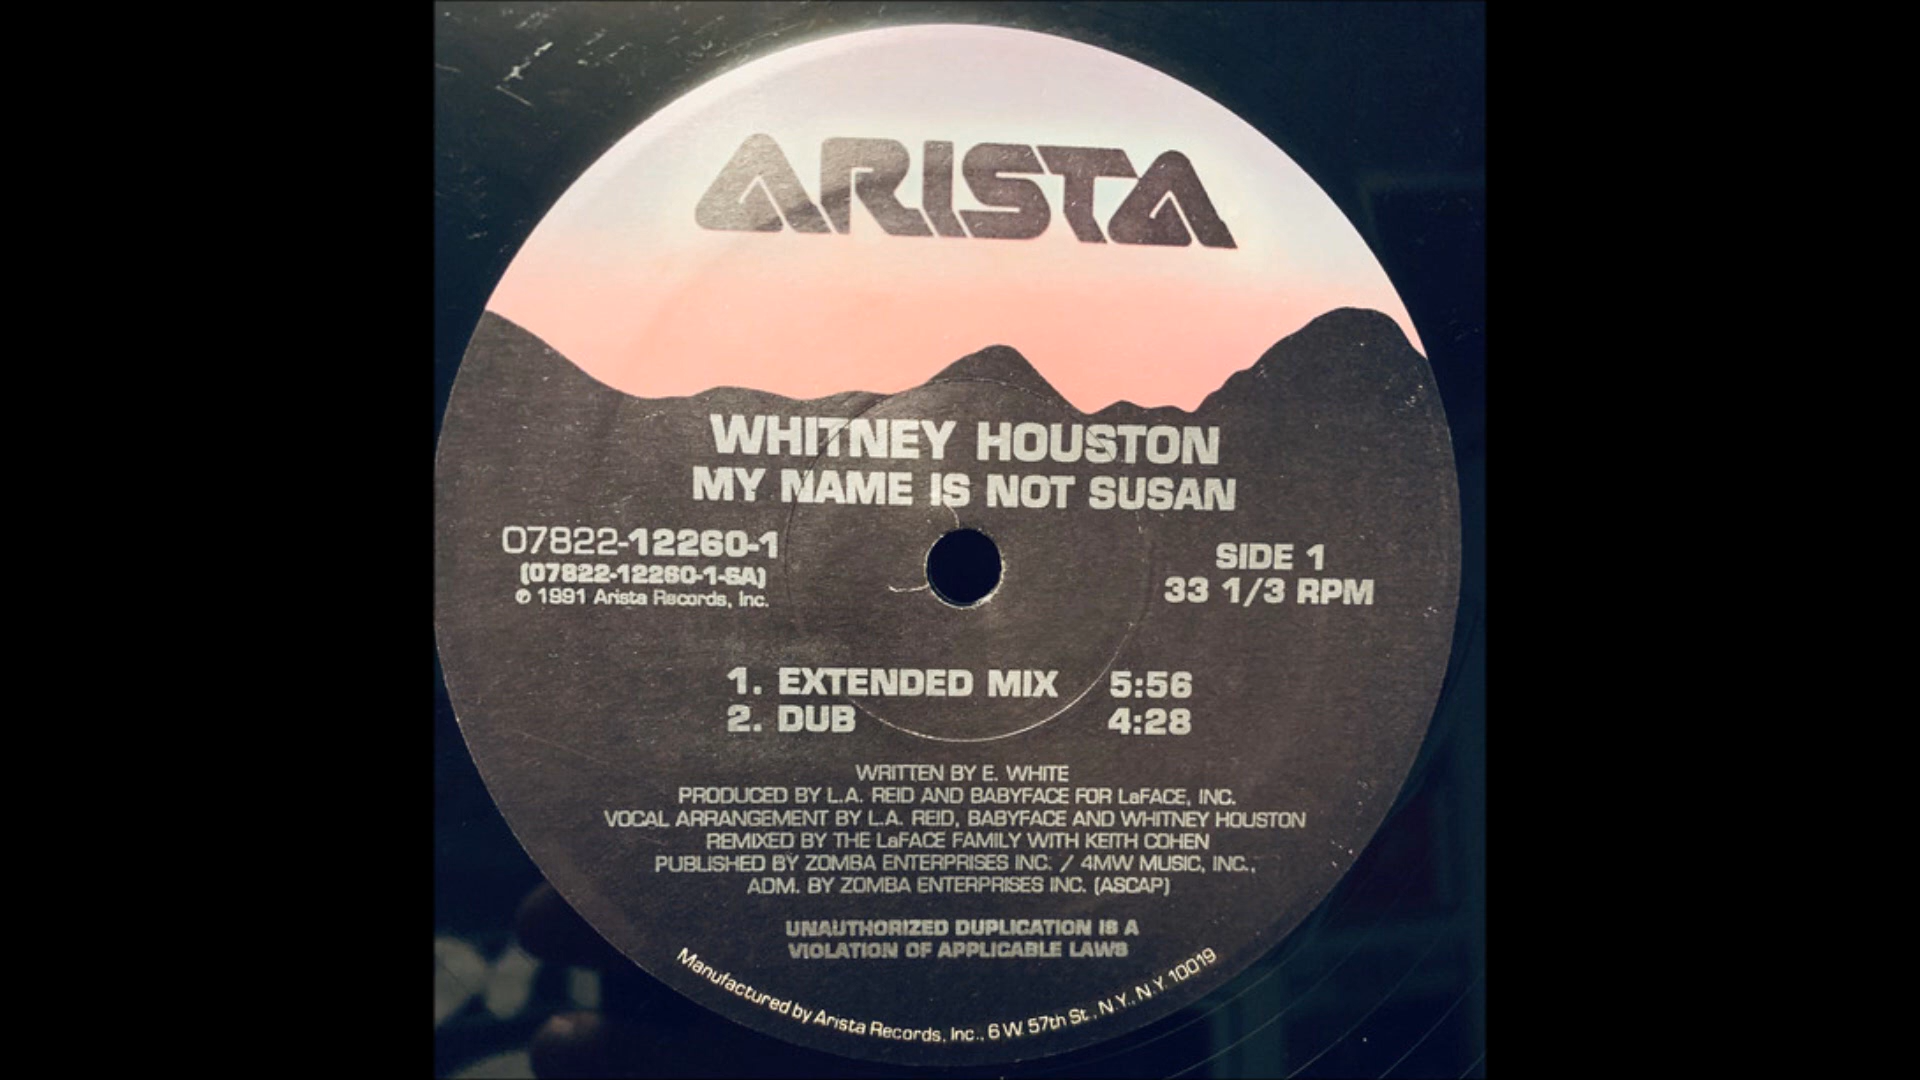 ARISTA
WHITNEY HOUSTON
MY NAME IS NOT SUSAN
07822-12260-1
(07822-12260-1-SA)
℗ 1991 Arista Records, Inc.
SIDE 1
33 1/3 RPM
1. EXTENDED MIX 5:56
2. DUB 4:28
WRITTEN BY E. WHITE
PRODUCED BY L.A. REID AND BABYFACE FOR LaFACE, INC.
VOCAL ARRANGEMENT BY L.A. REID, BABYFACE AND WHITNEY HOUSTON
REMIXED BY THE LaFACE FAMILY WITH KEITH COHEN
PUBLISHED BY ZOMBA ENTERPRISES INC. / 4MW MUSIC, INC.,
ADM. BY ZOMBA ENTERPRISES INC. (ASCAP)
UNAUTHORIZED DUPLICATION IS A
VIOLATION OF APPLICABLE LAWS
Manufactured by Arista Records, Inc., 6 W. 57th St., N.Y., N.Y. 10019